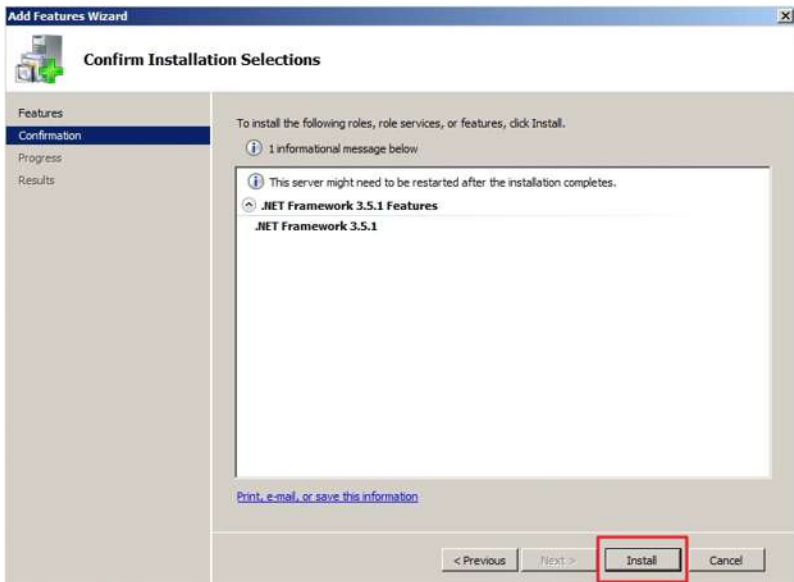 Add Features Wizard
Confirm Installation Selections
Features
Confirmation
Progress
Results
To install the following roles, role services, or features, click Install.
1 informational message below
This server might need to be restarted after the installation completes.
.NET Framework 3.5.1 Features
.NET Framework 3.5.1
Print, e-mail, or save this information
< Previous
Next >
Install
Cancel